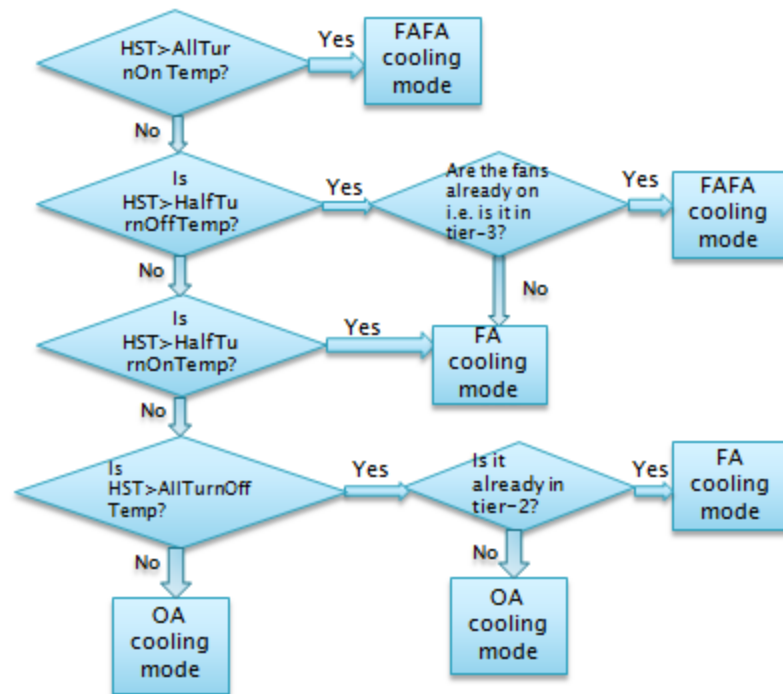 HST>AllTur
nOn Temp?
Yes
FAFA
cooling
mode
No
Is
HST>HalfTu
rnOffTemp?
Yes
Are the fans
already on
i.e. is it in
tier-3?
Yes
FAFA
cooling
mode
No
No
Is
HST>HalfTu
rnOnTemp?
Yes
FA
cooling
mode
No
Is
HST>AllTurnOff
Temp?
Yes
Is it
already in
tier-2?
Yes
FA
cooling
mode
No
No
OA
cooling
mode
OA
cooling
mode